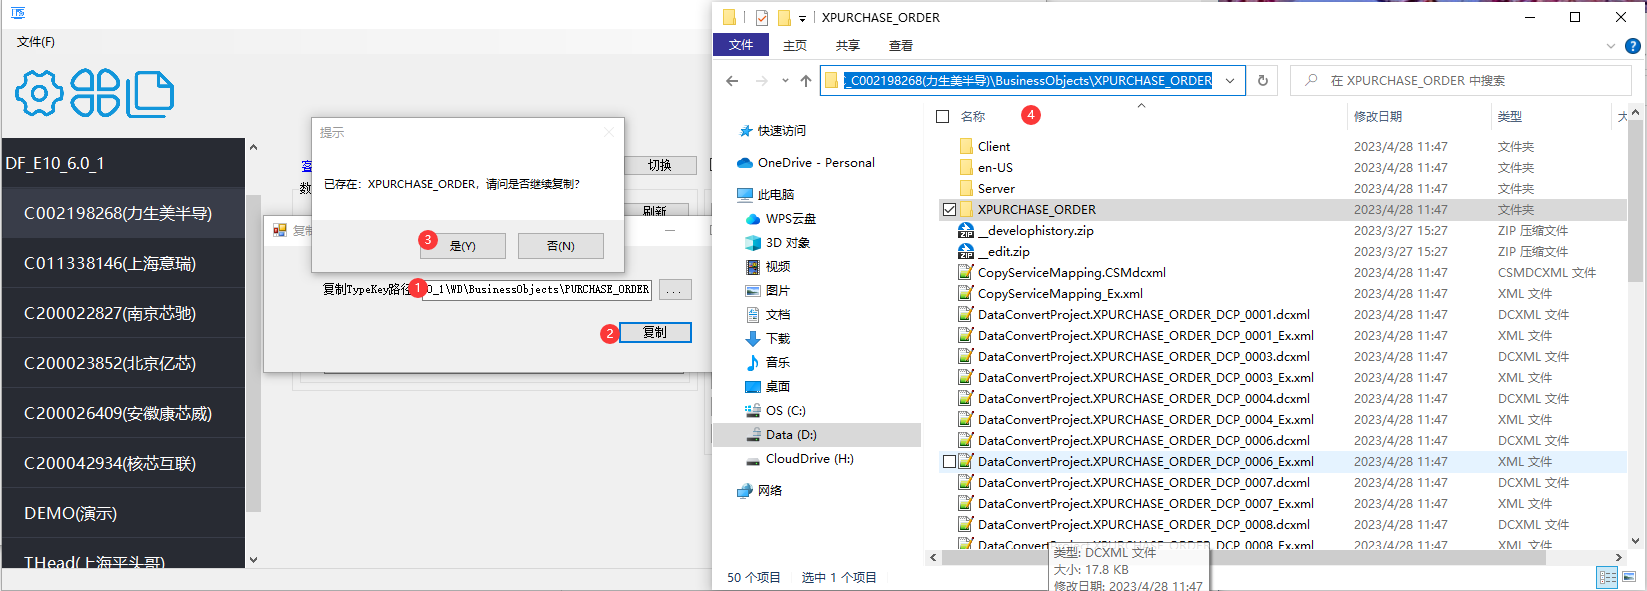 文件(F)
DF_E10_6.0_1
C002198268(力生美半导)
C011338146(上海意瑞)
C200022827(南京芯驰)
C200023852(北京亿芯)
C200026409(安徽康芯威)
C200042934(核芯互联)
DEMO(演示)
THead(上海平头哥)
提示
已存在：XPURCHASE_ORDER，请问是否继续复制?
3
是(Y)
否(N)
切换
刷新
复制TypeKey路径
1
O_1\WD\BusinessObjects\PURCHASE_ORDER
...
2
复制
XPURCHASE_ORDER
文件
主页
共享
查看
_C002198268(力生美半导)\BusinessObjects\XPURCHASE_ORDER
在 XPURCHASE_ORDER 中搜索
快速访问
OneDrive - Personal
此电脑
WPS云盘
3D 对象
视频
图片
文档
下载
音乐
桌面
OS (C:)
Data (D:)
CloudDrive (H:)
网络
名称 4 修改日期 类型 大
Client 2023/4/28 11:47 文件夹
en-US 2023/4/28 11:47 文件夹
Server 2023/4/28 11:47 文件夹
XPURCHASE_ORDER 2023/4/28 11:47 文件夹
__develophistory.zip 2023/3/27 15:27 ZIP 压缩文件
__edit.zip 2023/3/27 15:27 ZIP 压缩文件
CopyServiceMapping.CSMdcxml 2023/4/28 11:47 CSMDCXML 文件
CopyServiceMapping_Ex.xml 2023/4/28 11:47 XML 文件
DataConvertProject.XPURCHASE_ORDER_DCP_0001.dcxml 2023/4/28 11:47 DCXML 文件
DataConvertProject.XPURCHASE_ORDER_DCP_0001_Ex.xml 2023/4/28 11:47 XML 文件
DataConvertProject.XPURCHASE_ORDER_DCP_0003.dcxml 2023/4/28 11:47 DCXML 文件
DataConvertProject.XPURCHASE_ORDER_DCP_0003_Ex.xml 2023/4/28 11:47 XML 文件
DataConvertProject.XPURCHASE_ORDER_DCP_0004.dcxml 2023/4/28 11:47 DCXML 文件
DataConvertProject.XPURCHASE_ORDER_DCP_0004_Ex.xml 2023/4/28 11:47 XML 文件
DataConvertProject.XPURCHASE_ORDER_DCP_0006.dcxml 2023/4/28 11:47 DCXML 文件
DataConvertProject.XPURCHASE_ORDER_DCP_0006_Ex.xml 2023/4/28 11:47 XML 文件
DataConvertProject.XPURCHASE_ORDER_DCP_0007.dcxml 2023/4/28 11:47 DCXML 文件
DataConvertProject.XPURCHASE_ORDER_DCP_0007_Ex.xml 2023/4/28 11:47 XML 文件
DataConvertProject.XPURCHASE_ORDER_DCP_0008.dcxml 2023/4/28 11:47 DCXML 文件
DataConvertProject.XPURCHASE_ORDER_DCP_0008_Ex.xml 2023/4/28 11:47 XML 文件
类型: DCXML 文件
大小: 17.8 KB
修改日期: 2023/4/28 11:47
50 个项目 选中 1 个项目